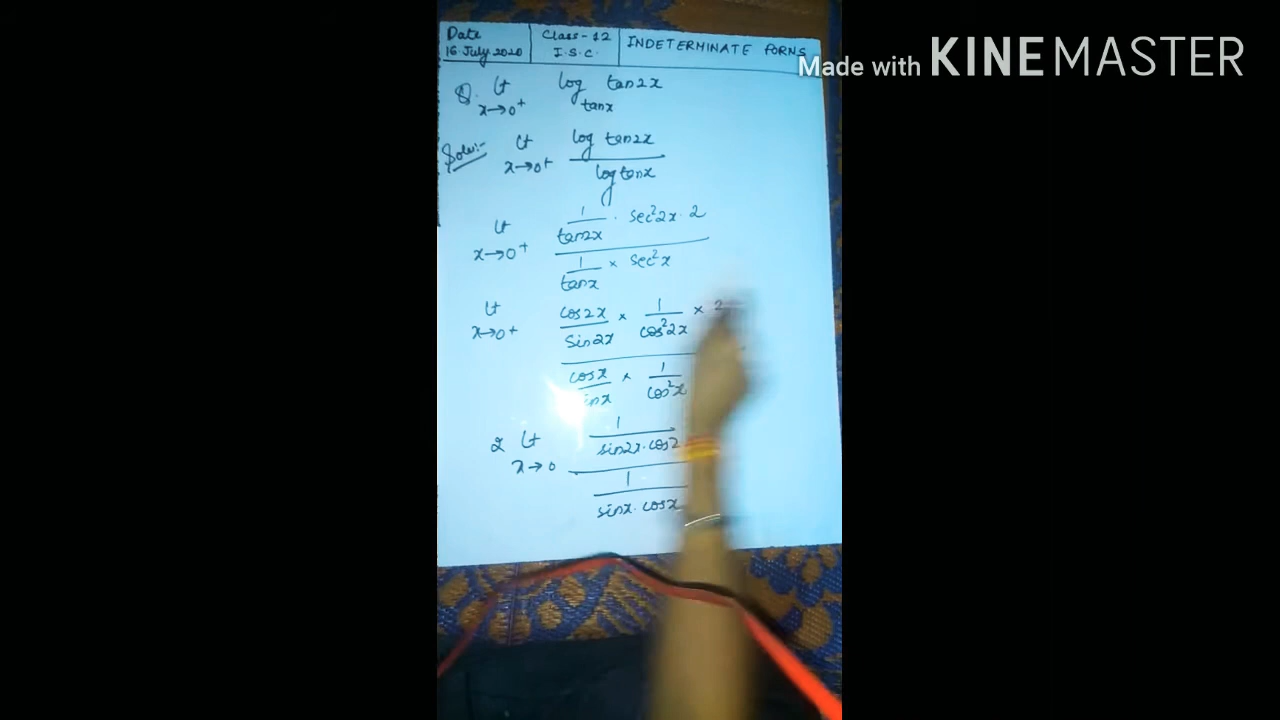 Made with KINEMASTER
Date
16 July 2020
Class - 12
I.S.C.
INDETERMINATE FORMS
Q. Lt x→0⁺ log tan2x
tanx
Soln:- Lt x→0⁺ log tan2x
log tanx
Lt x→0⁺ 1/tan2x · sec²2x · 2
1/tanx × sec²x
Lt x→0⁺ cos2x/sin2x × 1/cos²2x × 2
cosx/sinx × 1/cos²x
2 Lt x→0 1/sin2x · cos2
1/sinx · cosx